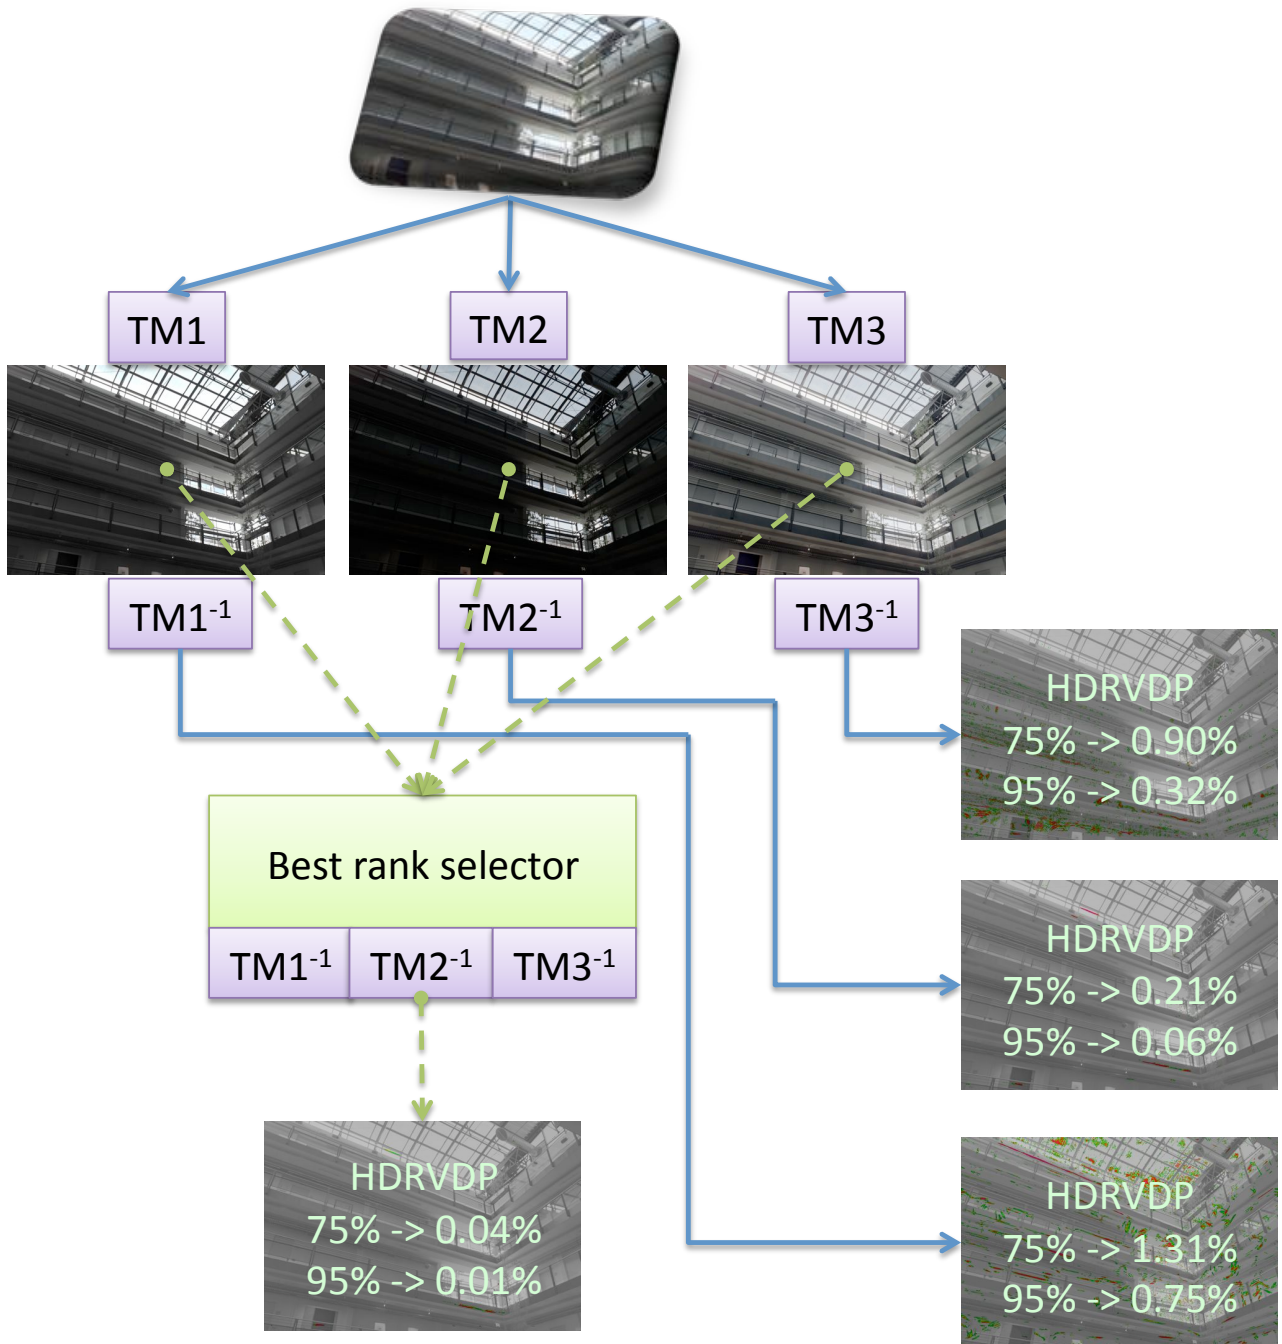 TM1
TM2
TM3
TM1⁻¹
TM2⁻¹
TM3⁻¹
HDRVDP
75% -> 0.90%
95% -> 0.32%
Best rank selector
TM1⁻¹
TM2⁻¹
TM3⁻¹
HDRVDP
75% -> 0.21%
95% -> 0.06%
HDRVDP
75% -> 0.04%
95% -> 0.01%
HDRVDP
75% -> 1.31%
95% -> 0.75%